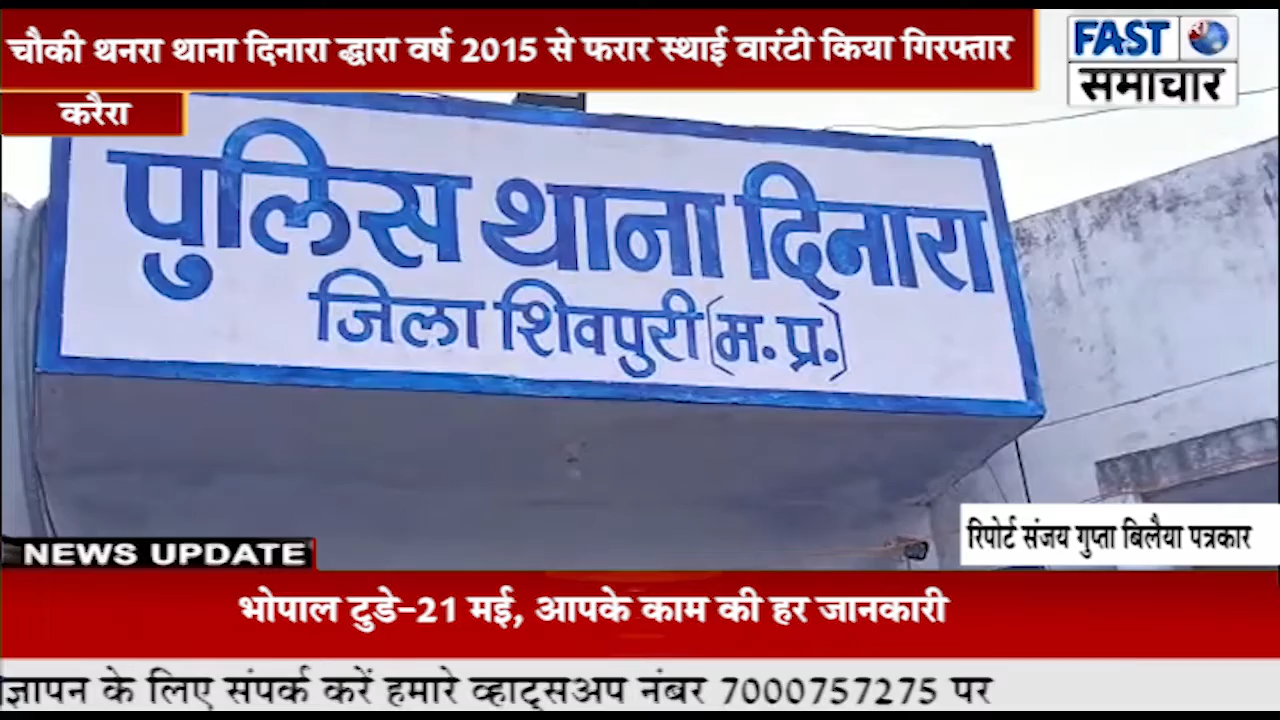 चौकी थनरा थाना दिनारा द्धारा वर्ष 2015 से फरार स्थाई वारंटी किया गिरफ्तार
FAST
समाचार
करैरा
पुलिस थाना दिनारा
जिला शिवपुरी (म.प्र.)
रिपोर्ट संजय गुप्ता बिलैया पत्रकार
NEWS UPDATE
भोपाल टुडे-21 मई, आपके काम की हर जानकारी
ज्ञापन के लिए संपर्क करें हमारे व्हाट्सअप नंबर 7000757275 पर